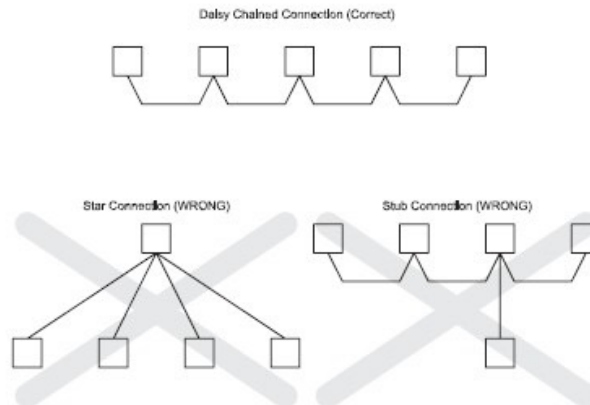 Daisy Chained Connection (Correct)
Star Connection (WRONG)
Stub Connection (WRONG)